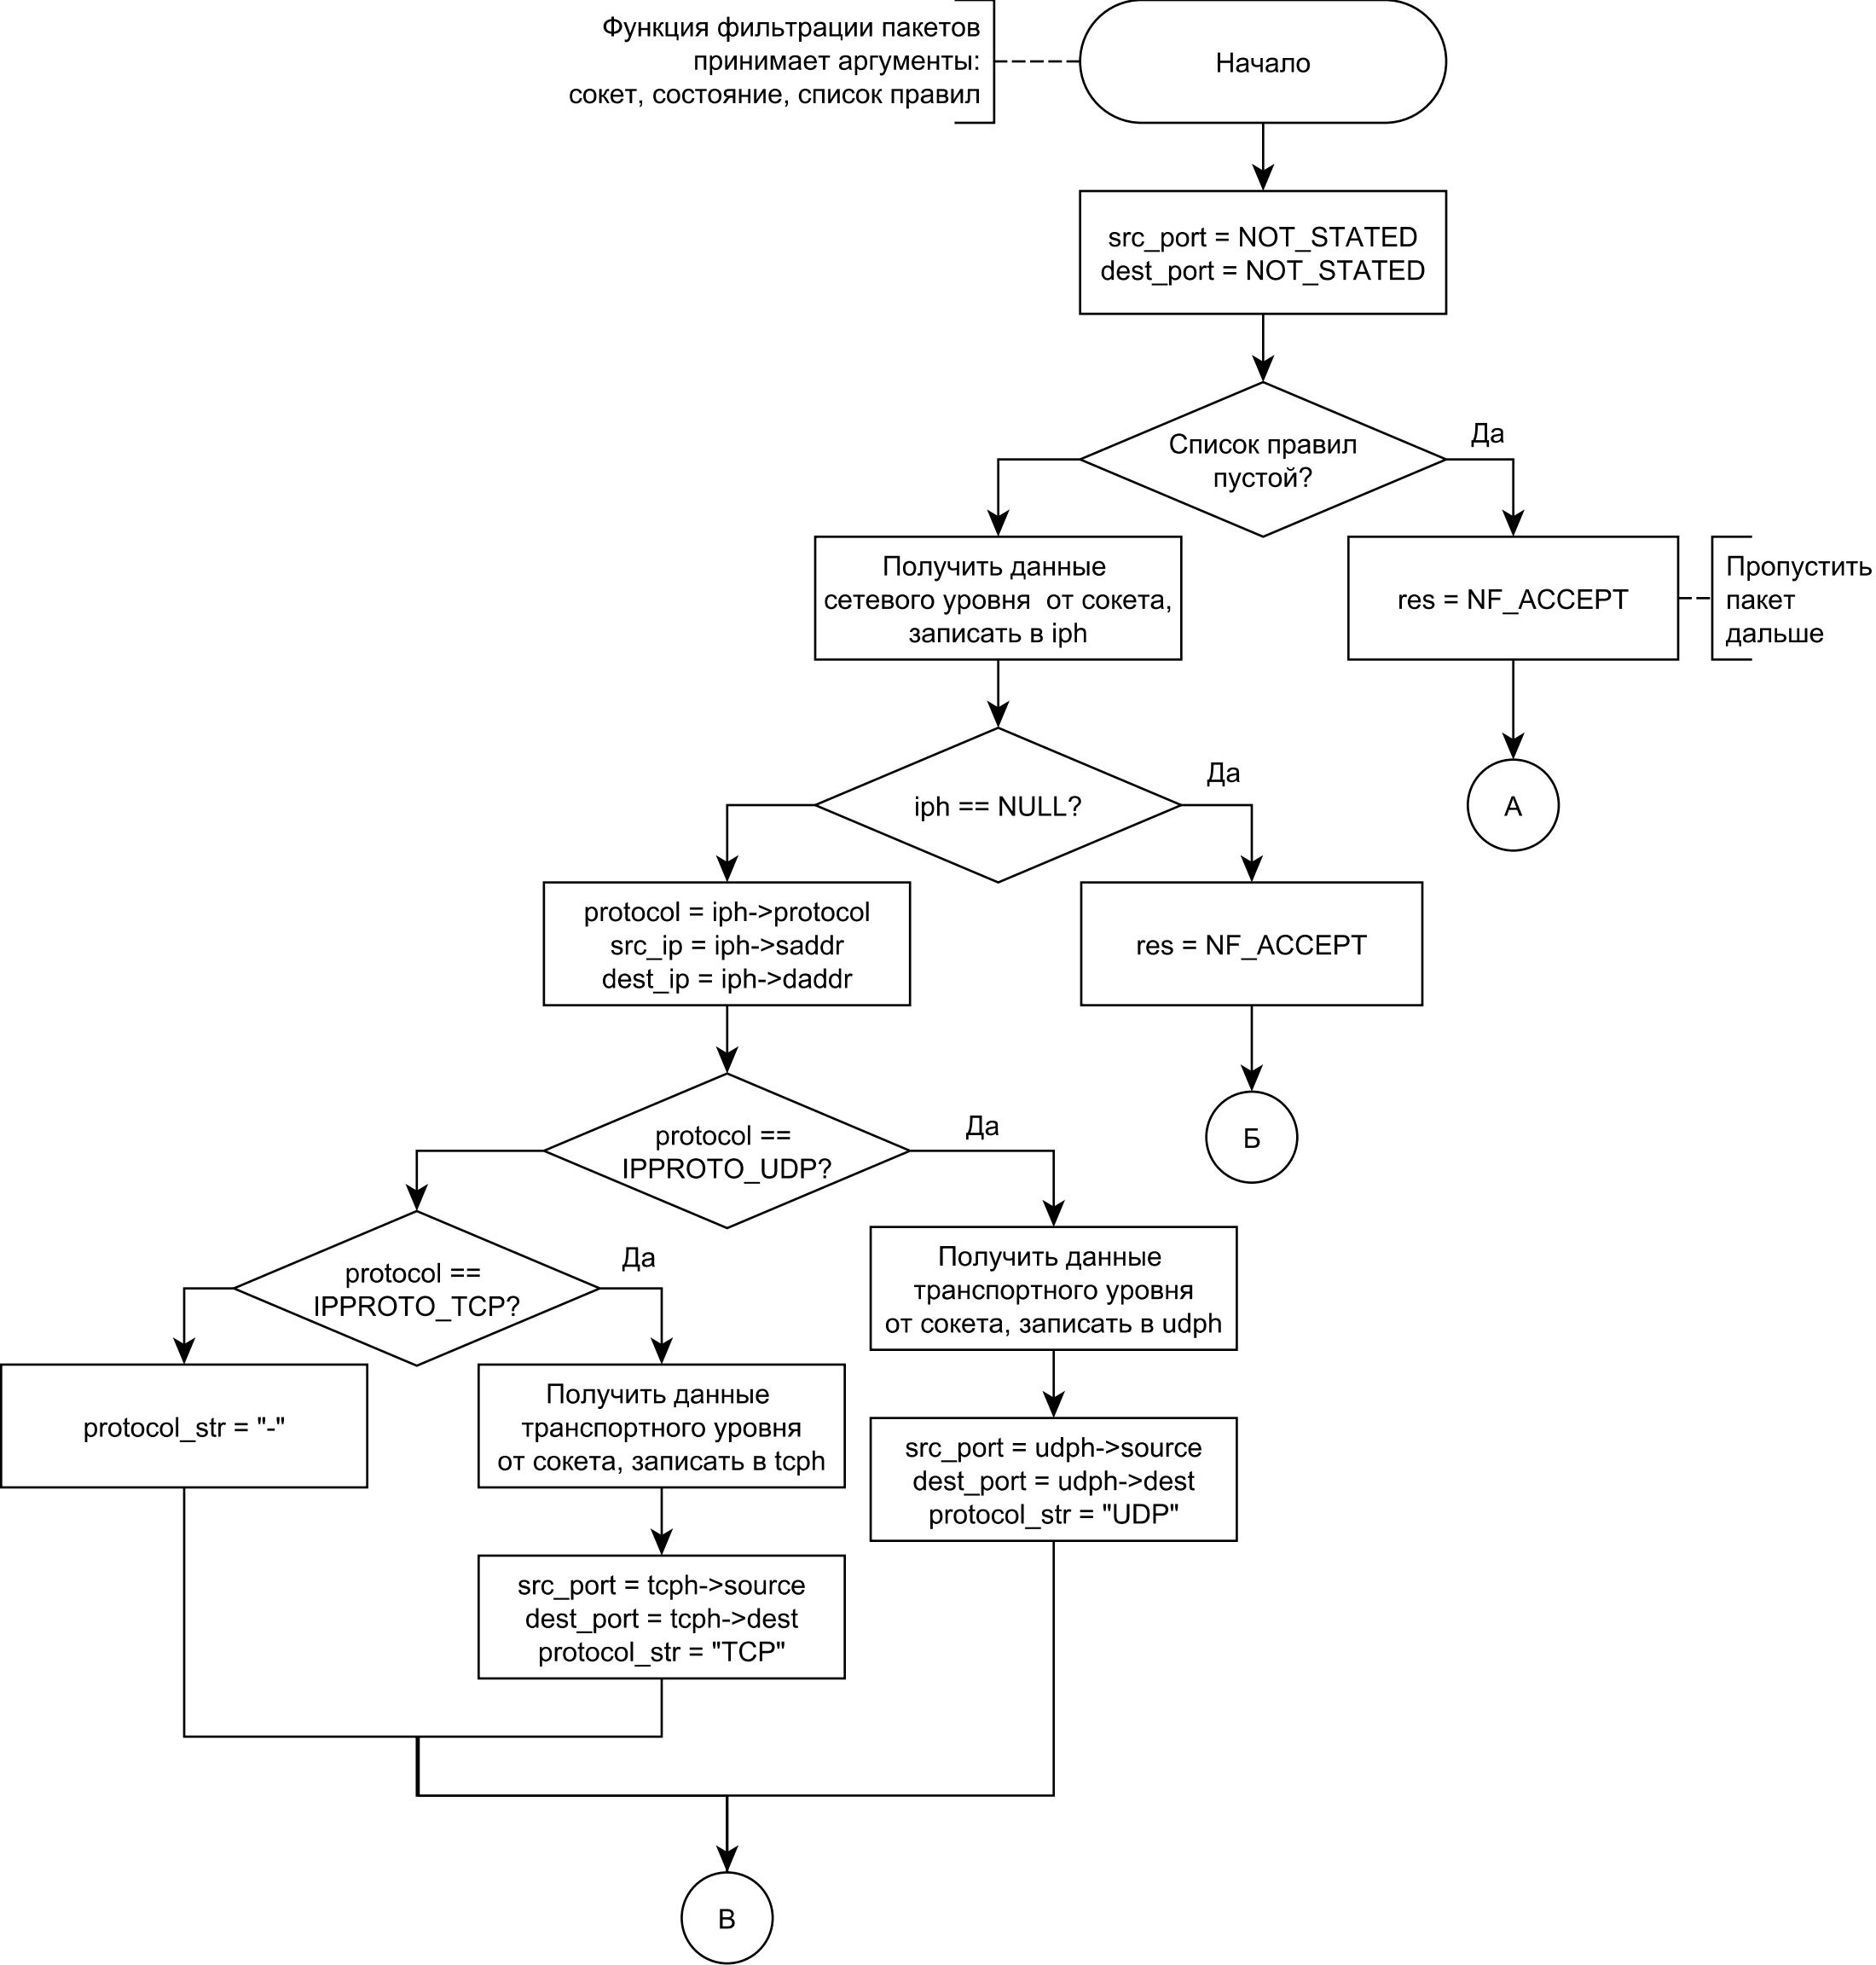 Функция фильтрации пакетов
принимает аргументы:
сокет, состояние, список правил
Начало
src_port = NOT_STATED
dest_port = NOT_STATED
Список правил
пустой?
Да
Получить данные
сетевого уровня от сокета,
записать в iph
res = NF_ACCEPT
Пропустить
пакет
дальше
iph == NULL?
Да
А
protocol = iph->protocol
src_ip = iph->saddr
dest_ip = iph->daddr
res = NF_ACCEPT
Б
protocol ==
IPPROTO_UDP?
Да
protocol ==
IPPROTO_TCP?
Да
Получить данные
транспортного уровня
от сокета, записать в udph
protocol_str = "-"
Получить данные
транспортного уровня
от сокета, записать в tcph
src_port = udph->source
dest_port = udph->dest
protocol_str = "UDP"
src_port = tcph->source
dest_port = tcph->dest
protocol_str = "TCP"
В